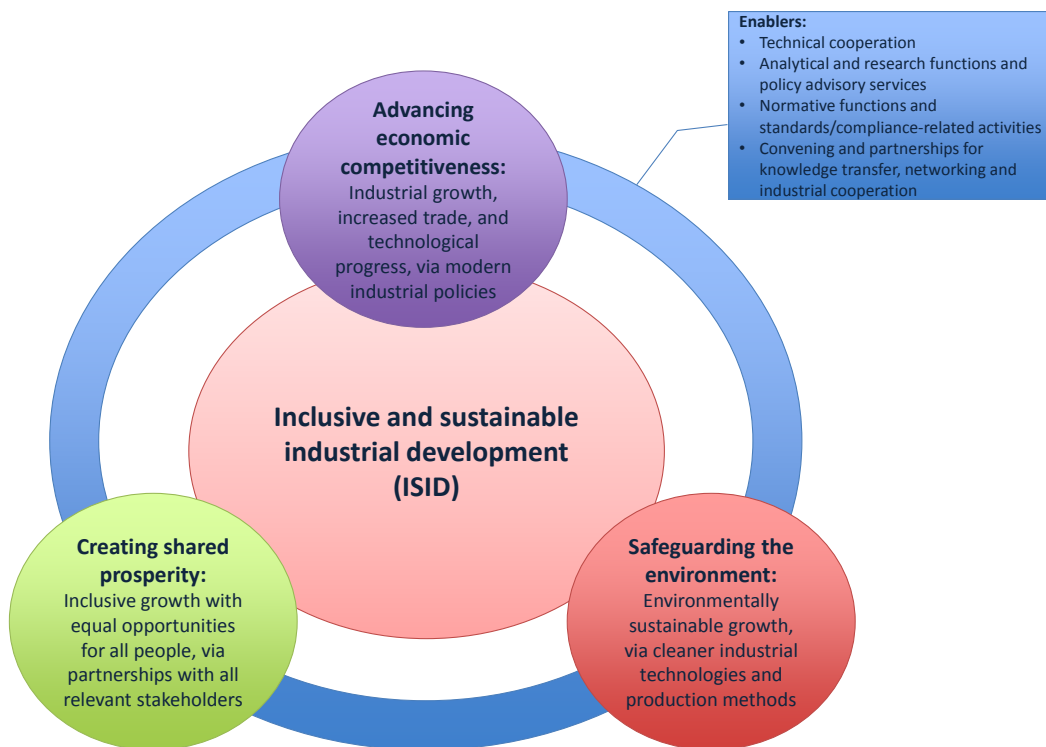 Enablers:
• Technical cooperation
• Analytical and research functions and
policy advisory services
• Normative functions and
standards/compliance-related activities
• Convening and partnerships for
knowledge transfer, networking and
industrial cooperation
Advancing
economic
competitiveness:
Industrial growth,
increased trade, and
technological
progress, via modern
industrial policies
Inclusive and sustainable
industrial development
(ISID)
Creating shared
prosperity:
Inclusive growth with
equal opportunities
for all people, via
partnerships with all
relevant stakeholders
Safeguarding the
environment:
Environmentally
sustainable growth,
via cleaner industrial
technologies and
production methods